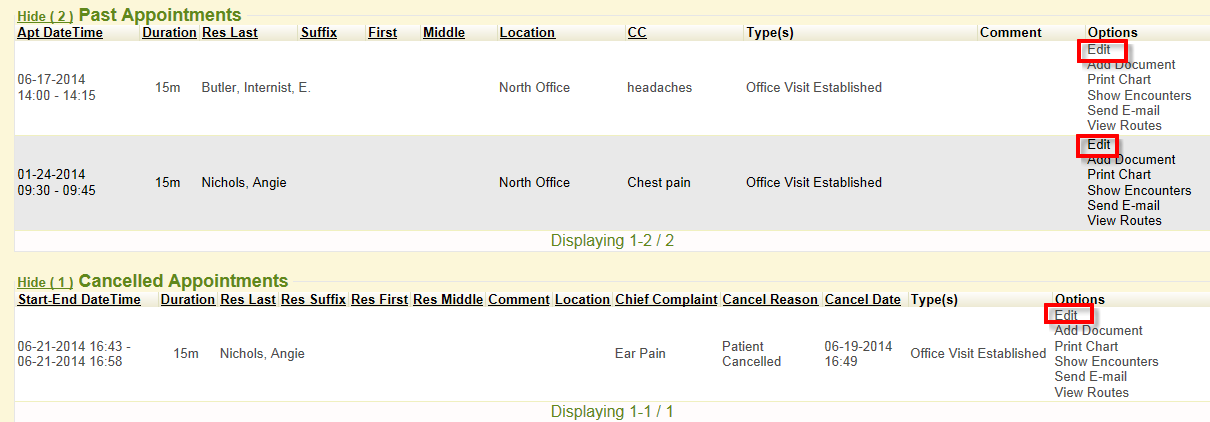 Hide ( 2 ) Past Appointments
Apt DateTime Duration Res Last Suffix First Middle Location CC Type(s) Comment Options
06-17-2014
14:00 - 14:15
15m Butler, Internist, E. North Office headaches Office Visit Established
Edit
Add Document
Print Chart
Show Encounters
Send E-mail
View Routes
01-24-2014
09:30 - 09:45
15m Nichols, Angie North Office Chest pain Office Visit Established
Edit
Add Document
Print Chart
Show Encounters
Send E-mail
View Routes
Displaying 1-2 / 2
Hide ( 1 ) Cancelled Appointments
Start-End DateTime Duration Res Last Res Suffix Res First Res Middle Comment Location Chief Complaint Cancel Reason Cancel Date Type(s) Options
06-21-2014 16:43 -
06-21-2014 16:58
15m Nichols, Angie Ear Pain
Patient
Cancelled
06-19-2014
16:49
Office Visit Established
Edit
Add Document
Print Chart
Show Encounters
Send E-mail
View Routes
Displaying 1-1 / 1